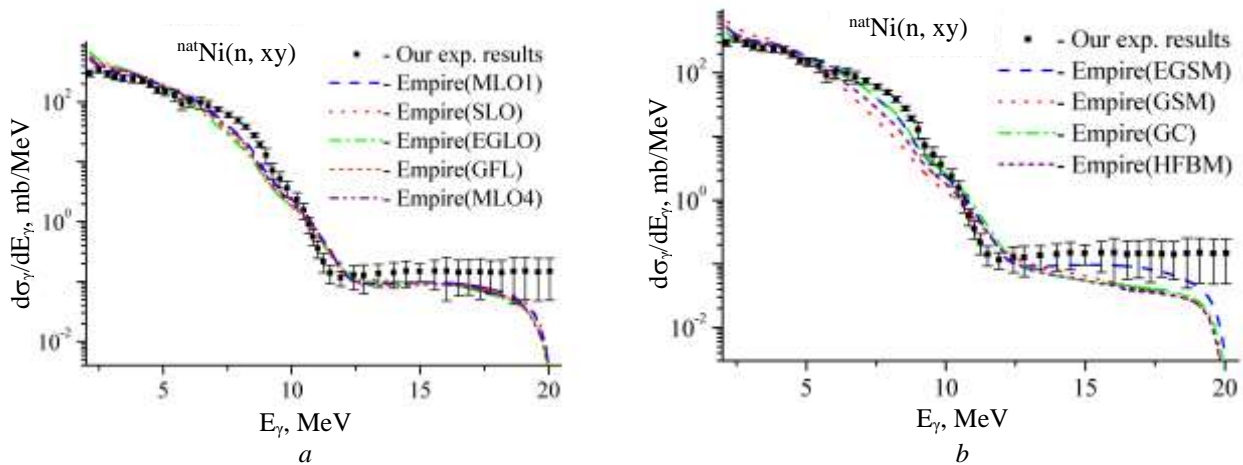 natNi(n, xγ)
- Our exp. results
- Empire(MLO1)
- Empire(SLO)
- Empire(EGLO)
- Empire(GFL)
- Empire(MLO4)
dσγ/dEγ, mb/MeV
10²
10⁰
10⁻²
5
10
15
20
Eγ, MeV
a
natNi(n, xγ)
- Our exp. results
- Empire(EGSM)
- Empire(GSM)
- Empire(GC)
- Empire(HFBM)
dσγ/dEγ, mb/MeV
10²
10⁰
10⁻²
5
10
15
20
Eγ, MeV
b